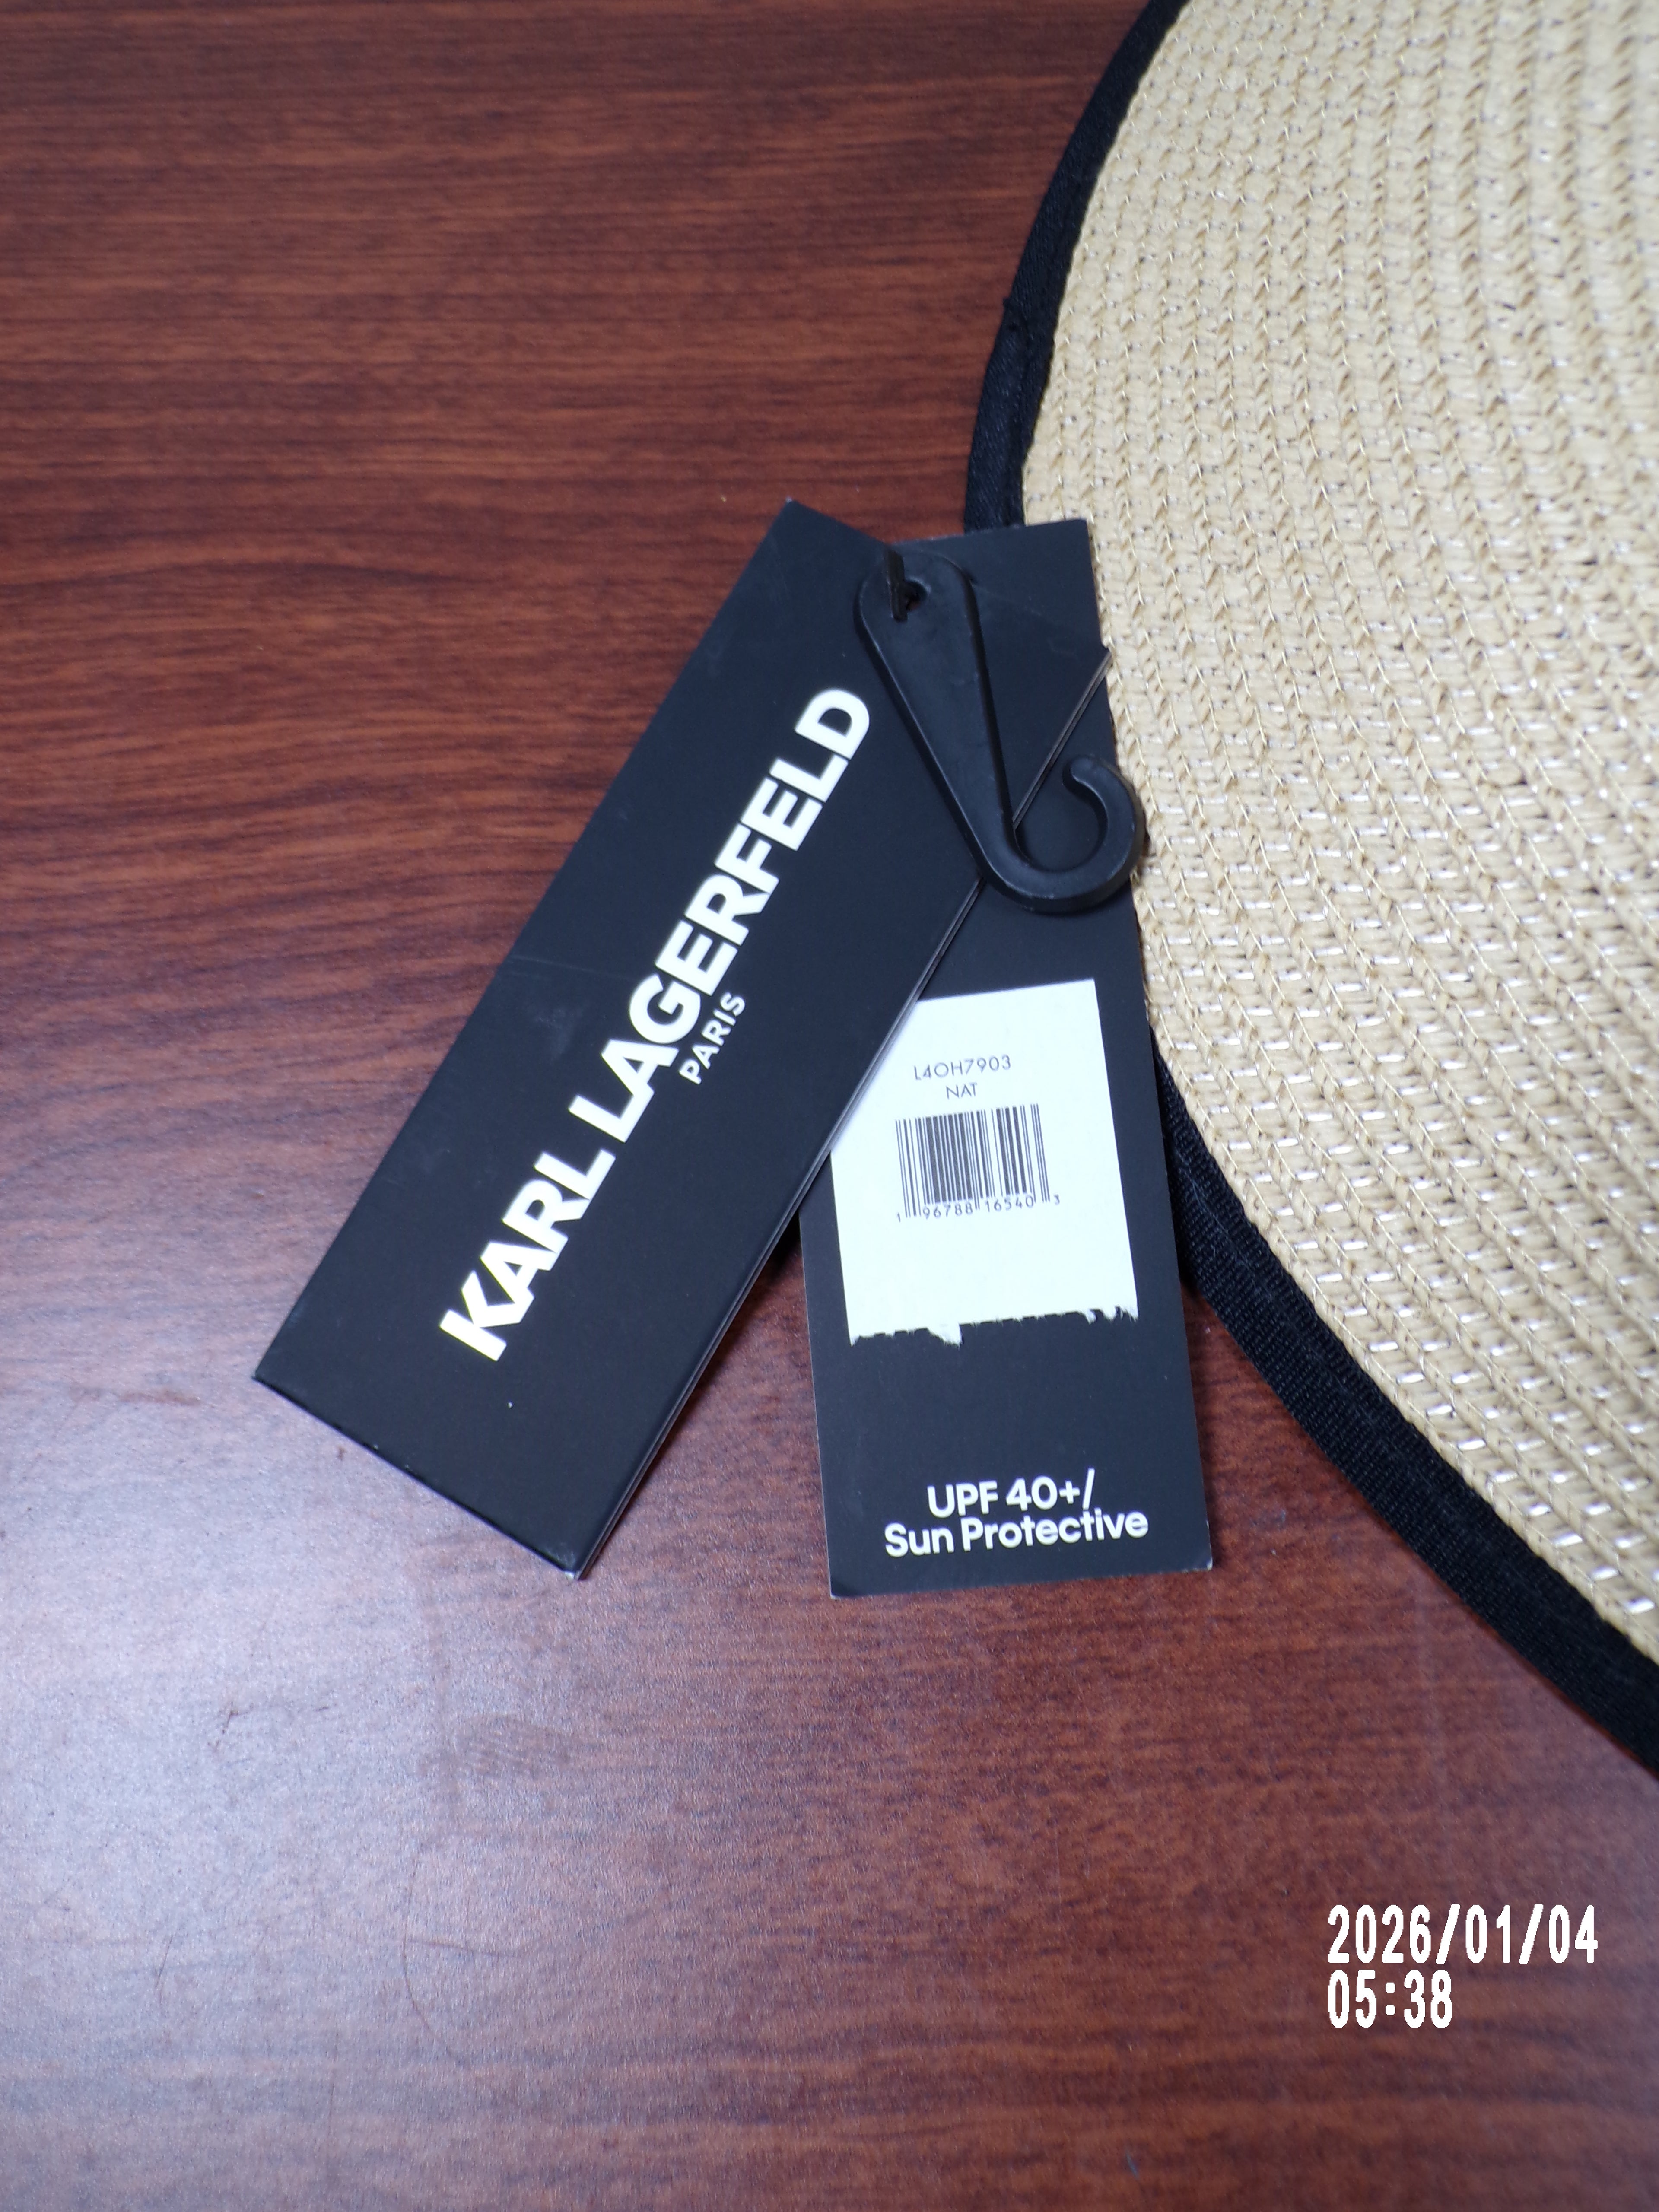 KARL LAGERFELD
PARIS
L4OH7903
NAT
1 96788 16540 3
UPF 40+/
Sun Protective
2026/01/04
05:38